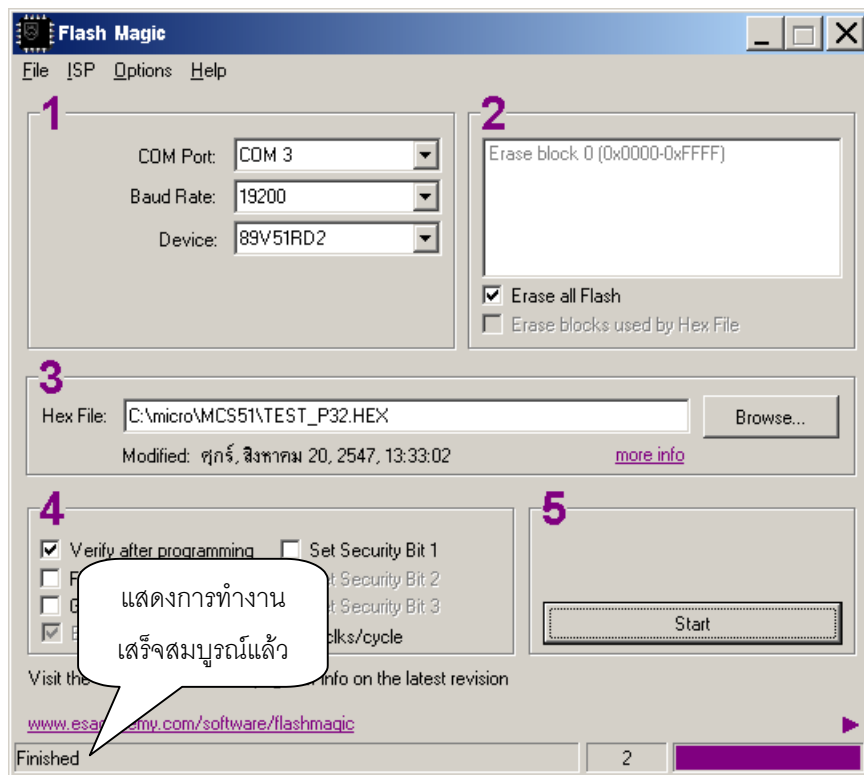 Flash Magic
File ISP Options Help
1
COM Port: COM 3
Baud Rate: 19200
Device: 89V51RD2
2
Erase block 0 (0x0000-0xFFFF)
Erase all Flash
Erase blocks used by Hex File
3
Hex File: C:\micro\MCS51\TEST_P32.HEX
Browse...
Modified: ศุกร์, สิงหาคม 20, 2547, 13:33:02
more info
4
Verify after programming
Set Security Bit 1
Security Bit 2
Security Bit 3
clks/cycle
แสดงการทำงาน
เสร็จสมบูรณ์แล้ว
5
Start
Visit the
info on the latest revision
.com/software/flashmagic
Finished
2